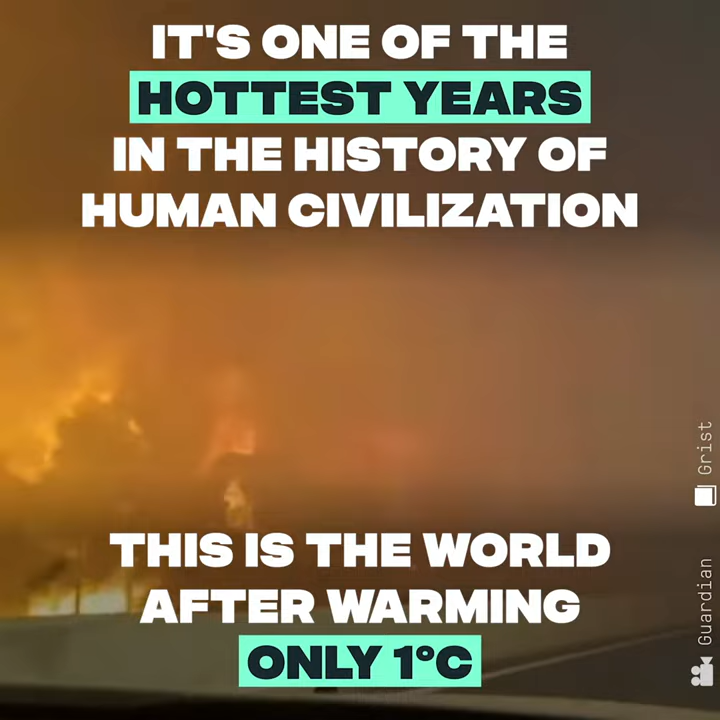 IT'S ONE OF THE
HOTTEST YEARS
IN THE HISTORY OF
HUMAN CIVILIZATION
THIS IS THE WORLD
AFTER WARMING
ONLY 1°C
Grist
Guardian